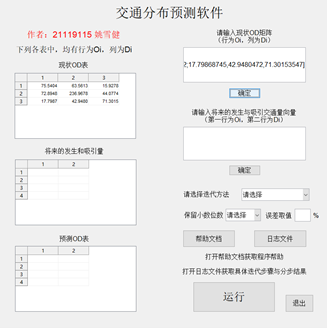 交通分布预测软件
作者：21119115 姚雪健
下列各表中，均有行为Oi，列为Dj
现状OD表
1 2 3
1 75.5404 63.5613 15.9278
2 72.8948 236.9678 44.0774
3 17.7987 42.9480 71.3015
将来的发生和吸引量
1 2
1
2
3
4
预测OD表
1 2
1
2
3
4
请输入现状OD矩阵
（行为Oi，列为Dj）
2;17.79868745,42.9480472,71.30153547]
确定
请输入将来的发生与吸引交通量向量
（第一行为Oi，第二行为Dj）
确定
请选择迭代方法 请选择
保留小数位数 请选择 误差取值 %
帮助文档 日志文件
打开帮助文档获取程序帮助
打开日志文件获取具体迭代步骤与分步结果
运行
退出